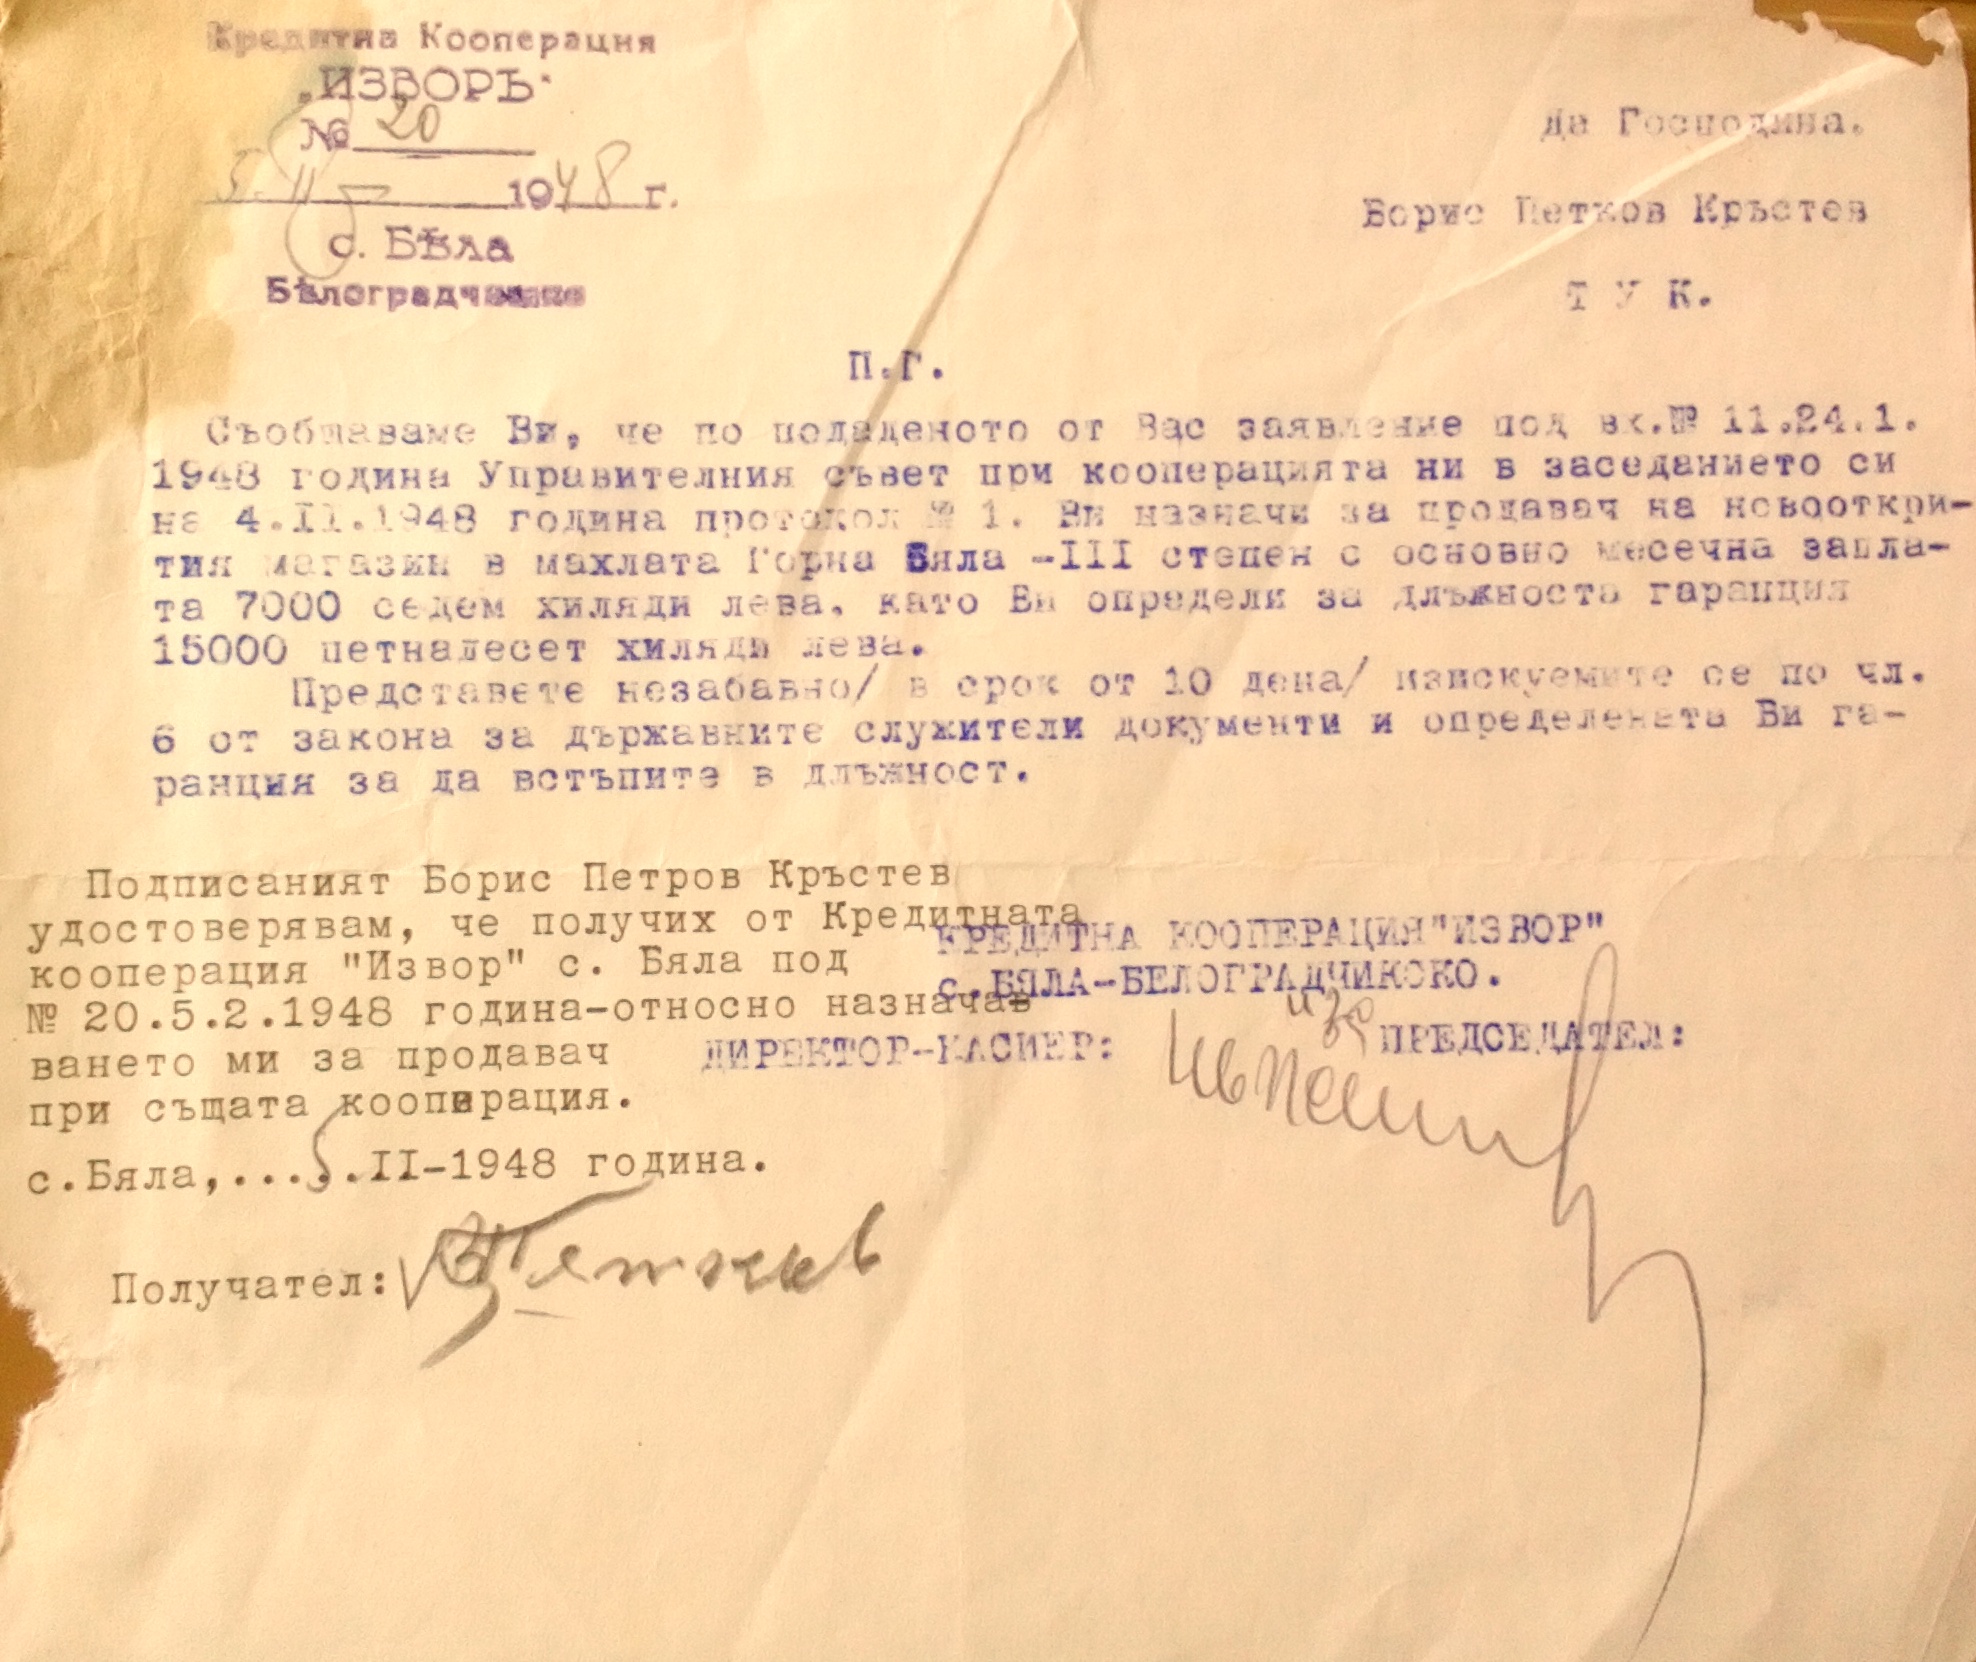 Кредитна Кооперация
„ИЗВОРЪ"
№ 20
5.II 1948 г.
с. Бѣла
Бѣлоградчишко
До Господина.
Борис Петков Кръстев
Т У К.
П.Г.
Съобщаваме Ви, че по подаденото от Вас заявление под вх.№ 11.24.1.
1948 година Управителния съвет при кооперацията ни в заседанието си
на 4.II.1948 година протокол № 1. Ви назначи за продавач на новооткри-
тия магазин в махлата Горна Бяла -III степен с основно месечна запла-
та 7000 седем хиляди лева, като Ви определи за длъжноста гаранция
15000 петнадесет хиляди лева.
Представете незабавно/ в срок от 10 дена/ изискуемите се по чл.
6 от закона за държавните служители документи и определената Ви га-
ранция за да встъпите в длъжност.
Подписаният Борис Петров Кръстев
удостоверявам, че получих от Кредитната
кооперация "Извор" с. Бяла под
№ 20.5.2.1948 година-относно назнача
ването ми за продавач
при същата кооперация.
с.Бяла,....5..II-1948 година.
Получател:
КРЕДИТНА КООПЕРАЦИЯ"ИЗВОР"
с.БЯЛА-БЕЛОГРАДЧИКСКО.
ДИРЕКТОР-КАСИЕР: ПРЕДСЕДАТЕЛ: